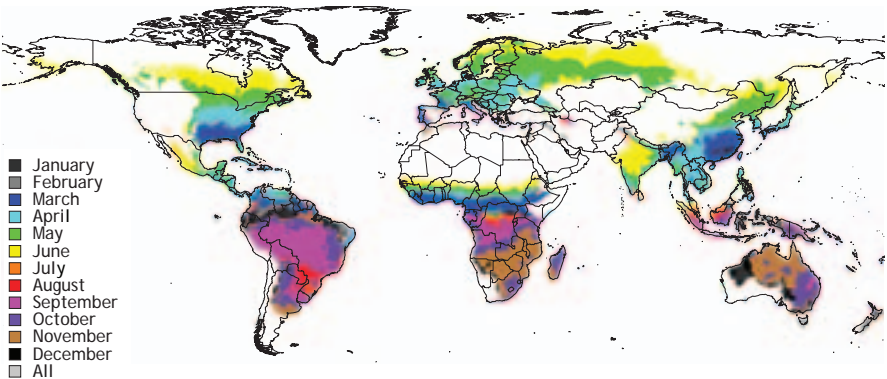 January
February
March
April
May
June
July
August
September
October
November
December
All